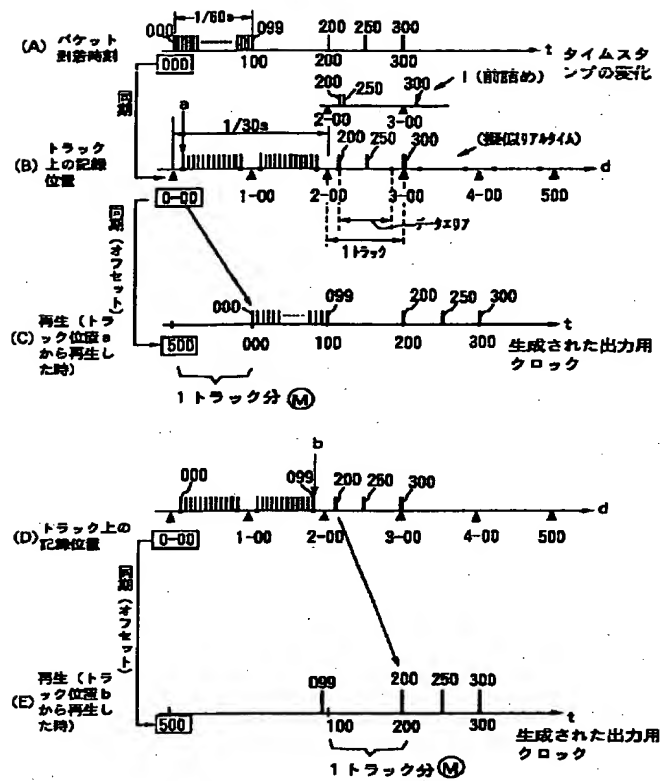 1/60s
000 099 200 250 300
(A) パケット
到着時刻
000 100 200 300 t タイムスタ
ンプの変化
200 250 300 I (前詰め)
2-00 3-00
同期
a
1/30s
200 250 300 (擬似リアルタイム)
(B) トラック
上の記録
位置
d
0-00 1-00 2-00 3-00 4-00 500
データエリア
1トラック
同期 (オフセット)
000 099 200 250 300
(C) 再生 (トラ
ック位置a
から再生し
た時)
t
500 000 100 200 300 生成された出力用
クロック
1トラック分 M
b
000 099 200 250 300
d
(D) トラック上の
記録位置
0-00 1-00 2-00 3-00 4-00 500
同期 (オフセット)
(E) 再生 (トラ
ック位置b
から再生し
た時)
099 200 250 300
t
500 100 200 300 生成された出力用
クロック
1トラック分 M